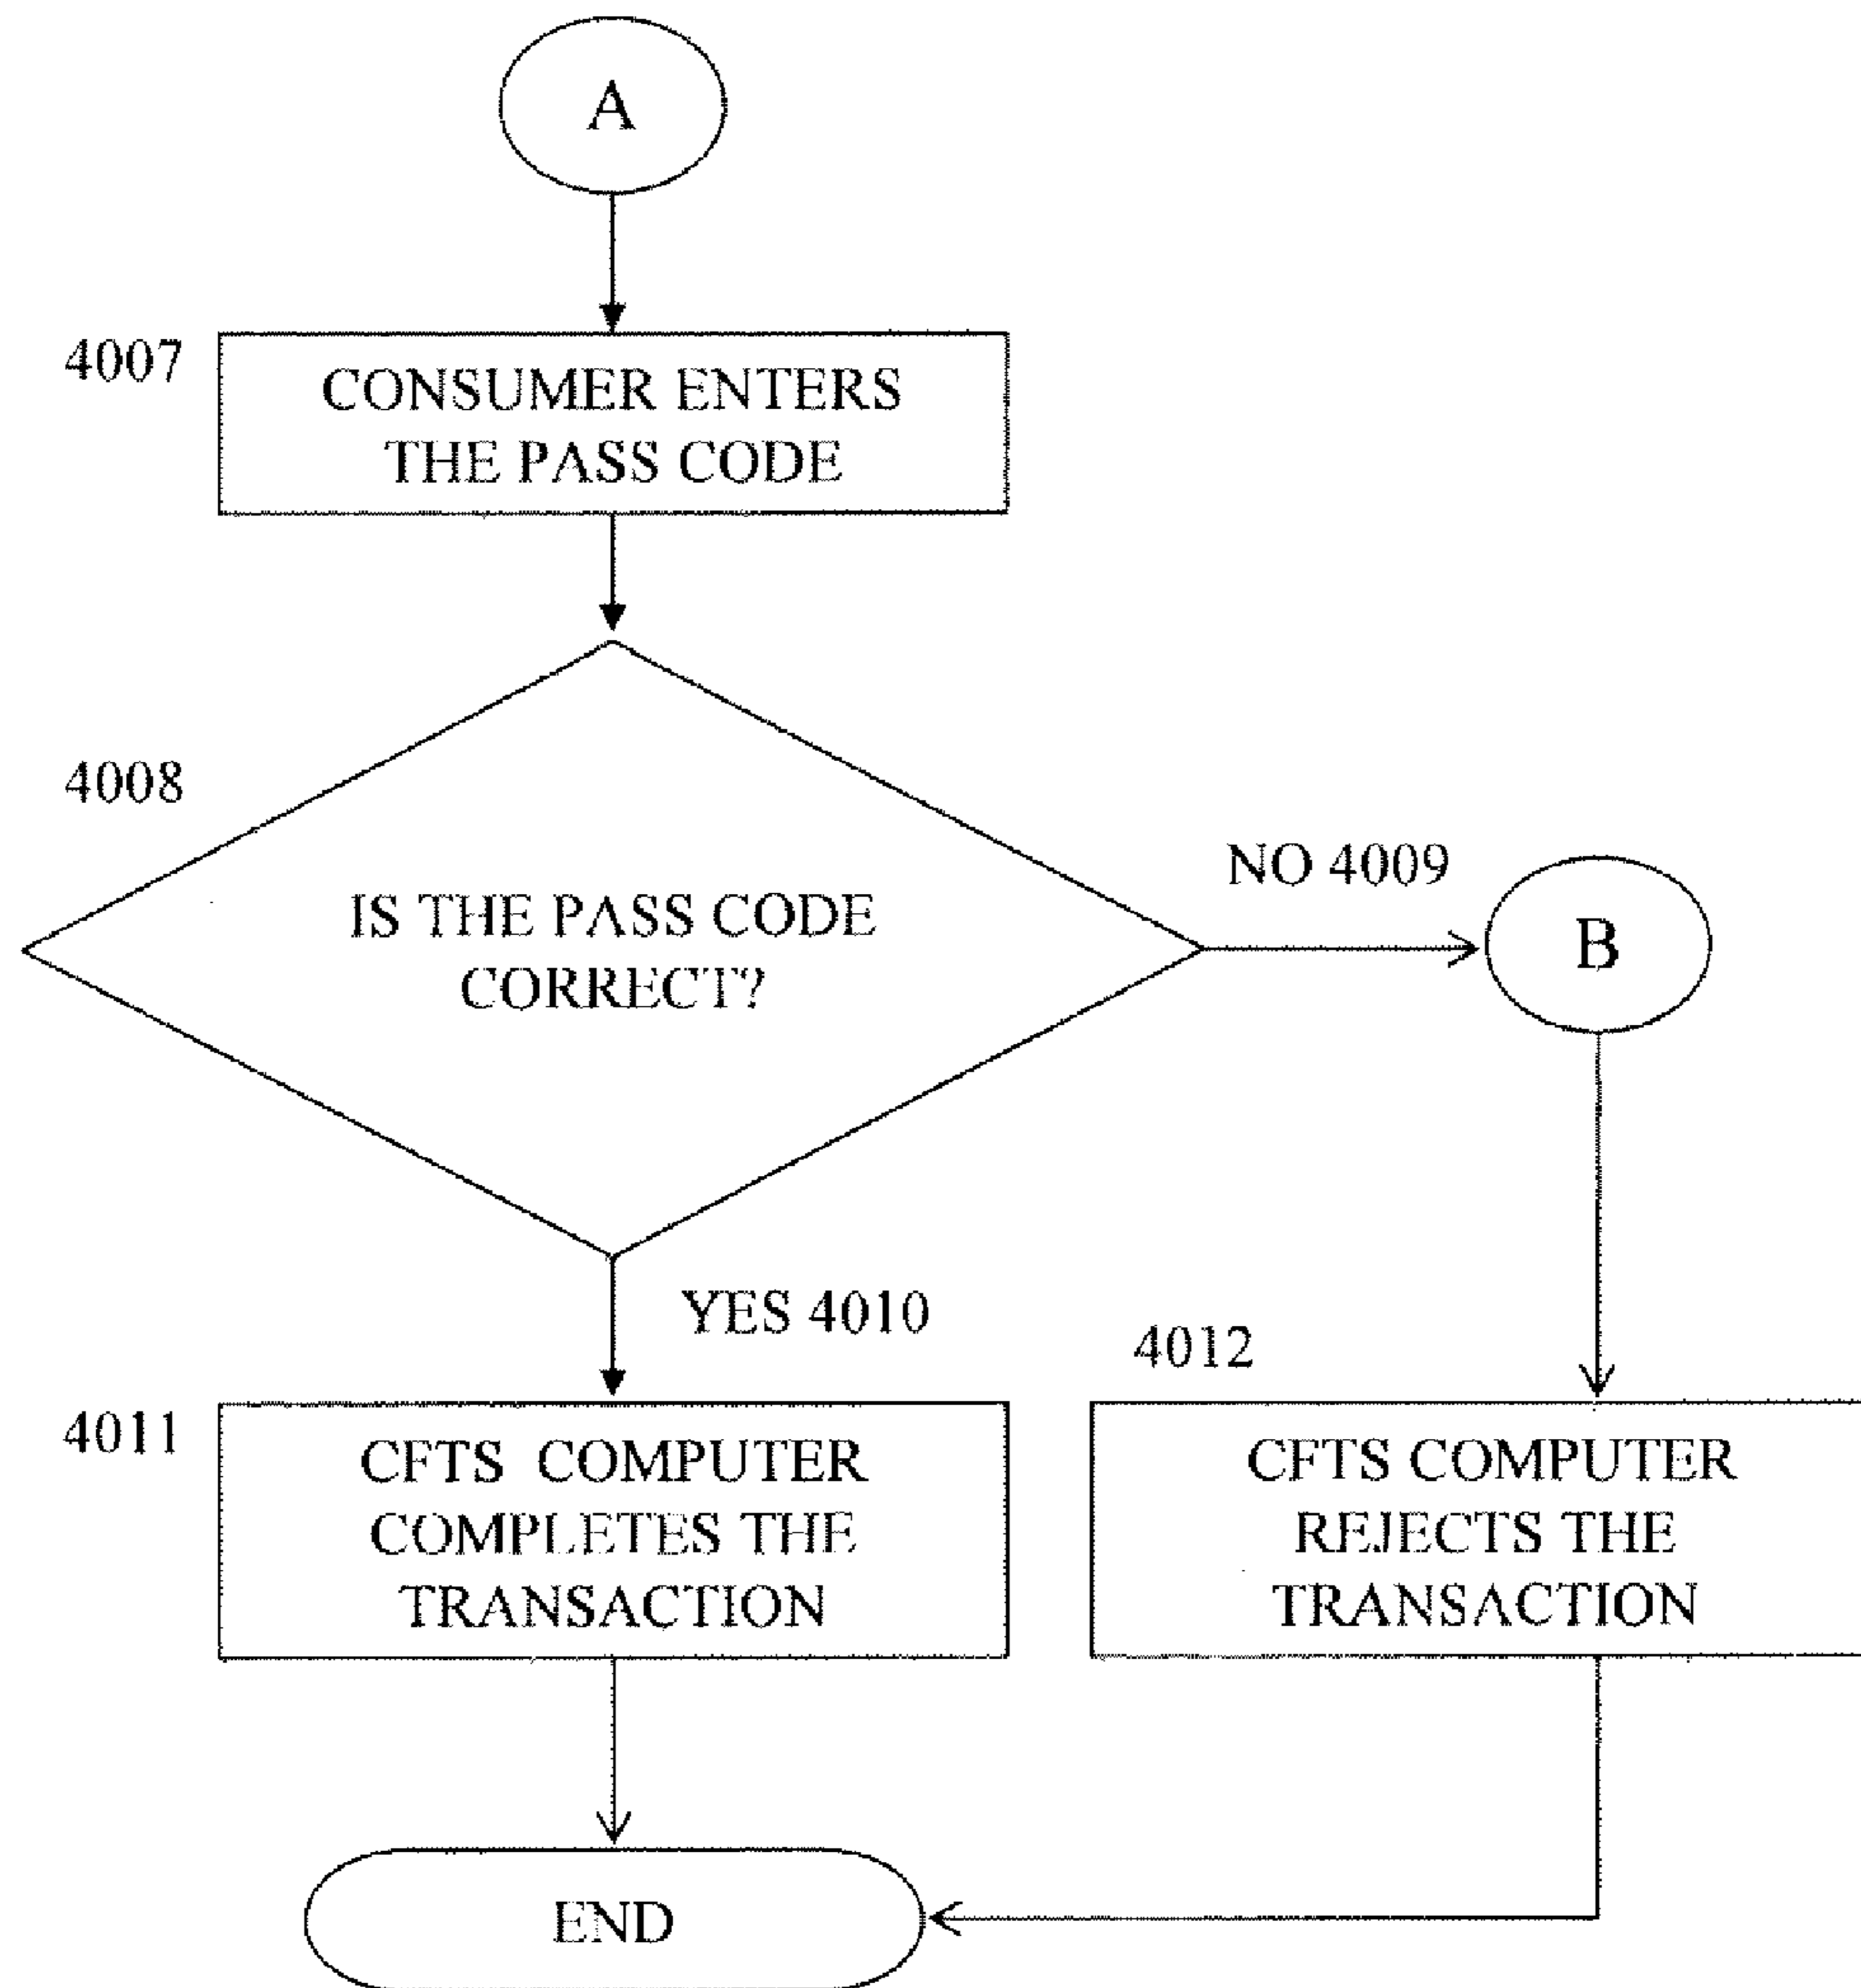 A
4007
CONSUMER ENTERS
THE PASS CODE
4008
IS THE PASS CODE
CORRECT?
NO 4009
B
YES 4010
4011
CFTS COMPUTER
COMPLETES THE
TRANSACTION
4012
CFTS COMPUTER
REJECTS THE
TRANSACTION
END